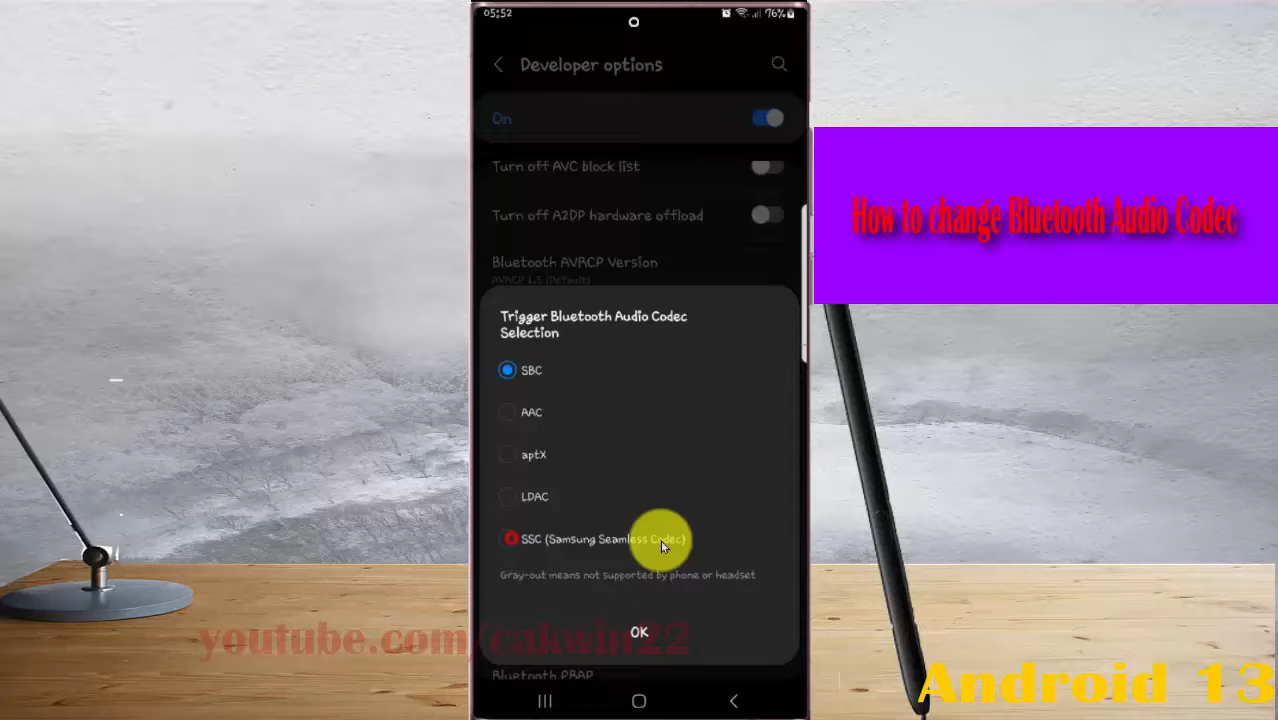 05:52
76%
Developer options
On
Turn off AVC block list
Turn off A2DP hardware offload
Bluetooth AVRCP Version
AVRCP 1.5 (Default)
Trigger Bluetooth Audio Codec
Selection
SBC
AAC
aptX
LDAC
SSC (Samsung Seamless Codec)
Gray-out means not supported by phone or headset
OK
Bluetooth PBAP
How to change Bluetooth Audio Codec
youtube.com/cakwin22
Android 13